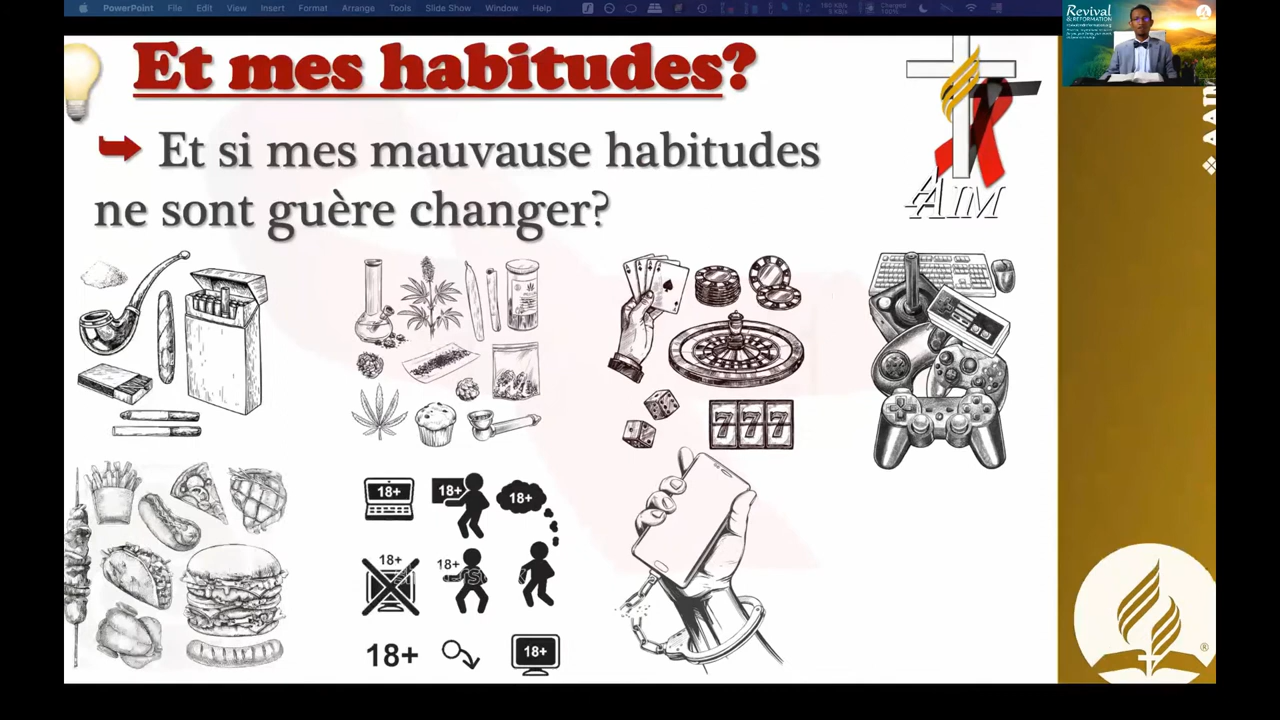 PowerPoint File Edit View Insert Format Arrange Tools Slide Show Window Help
Revival
& REFORMATION
Et mes habitudes?
Et si mes mauvause habitudes
ne sont guère changer?
AAIM
777
18+ 18+ 18+
18+ 18+
18+ 18+
®